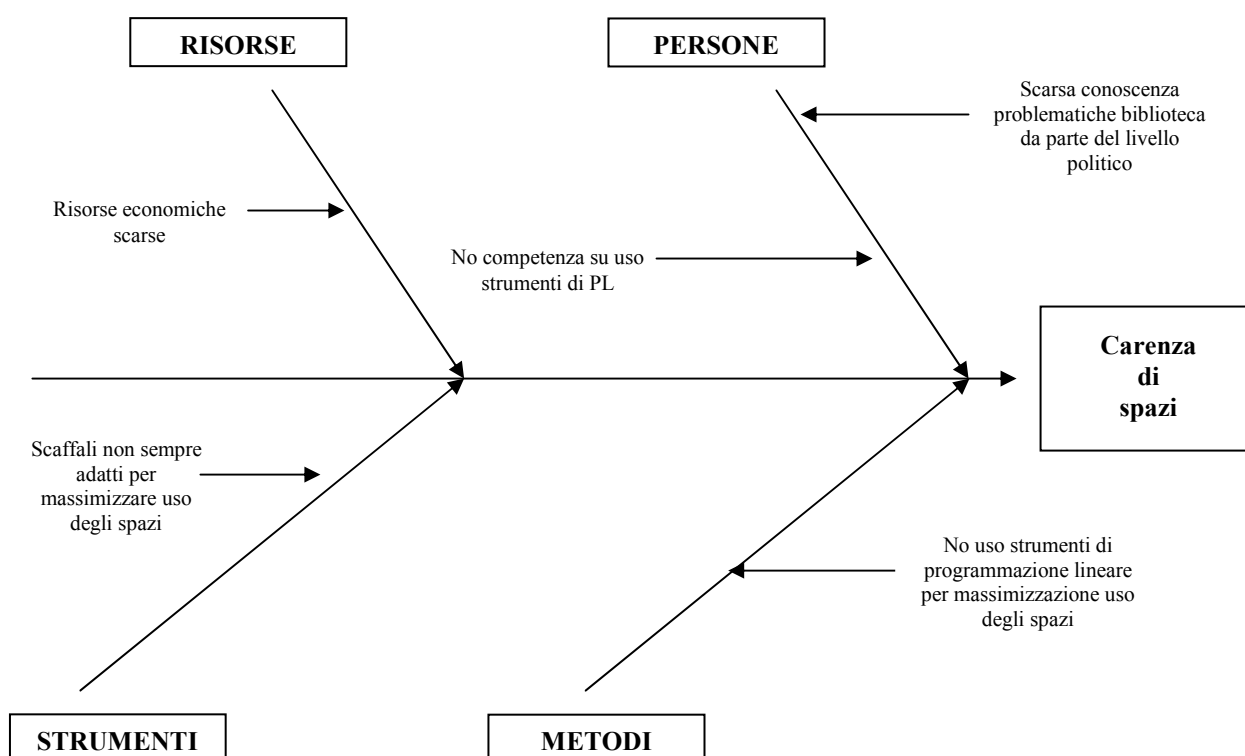 RISORSE
PERSONE
Scarsa conoscenza
problematiche biblioteca
da parte del livello
politico
Risorse economiche
scarse
No competenza su uso
strumenti di PL
Carenza
di
spazi
Scaffali non sempre
adatti per
massimizzare uso
degli spazi
No uso strumenti di
programmazione lineare
per massimizzazione uso
degli spazi
STRUMENTI
METODI